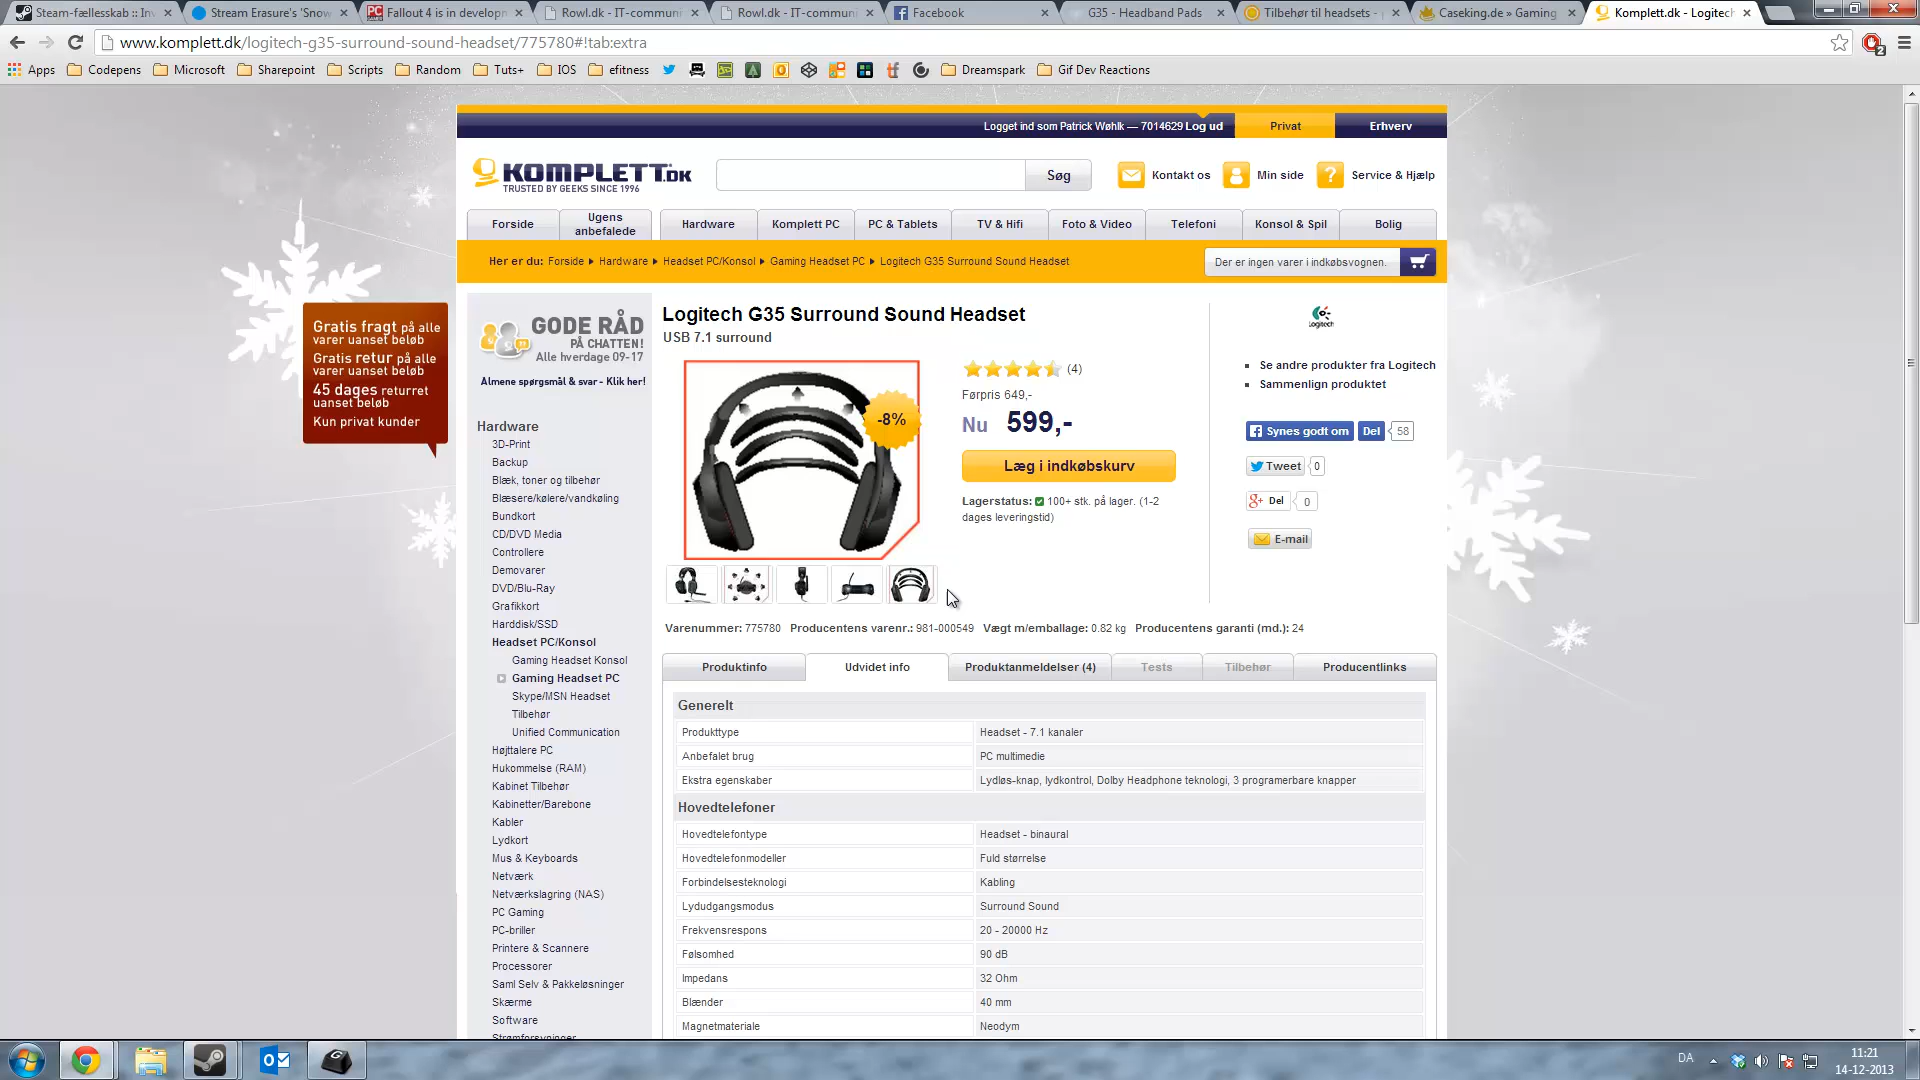 Steam-fællesskab :: Inv
Stream Erasure's 'Snow
Fallout 4 is in developm
Rowl.dk - IT-communi
Rowl.dk - IT-communi
Facebook
G35 - Headband Pads
Tilbehør til headsets -
Caseking.de » Gaming
Komplett.dk - Logitech
www.komplett.dk/logitech-g35-surround-sound-headset/775780#!tab:extra
2
Apps
Codepens
Microsoft
Sharepoint
Scripts
Random
Tuts+
IOS
efitness
Dreamspark
Gif Dev Reactions
Logget ind som Patrick Wøhlk — 7014629 Log ud
Privat
Erhverv
KOMPLETT.DK
TRUSTED BY GEEKS SINCE 1996
Søg
Kontakt os
Min side
Service & Hjælp
Forside
Ugens
anbefalede
Hardware
Komplett PC
PC & Tablets
TV & Hifi
Foto & Video
Telefoni
Konsol & Spil
Bolig
Her er du: Forside Hardware Headset PC/Konsol Gaming Headset PC Logitech G35 Surround Sound Headset
Der er ingen varer i indkøbsvognen.
Gratis fragt på alle
varer uanset beløb
Gratis retur på alle
varer uanset beløb
45 dages returret
uanset beløb
Kun privat kunder
GODE RÅD
PÅ CHATTEN!
Alle hverdage 09-17
Almene spørgsmål & svar - Klik her!
Hardware
3D-Print
Backup
Blæk, toner og tilbehør
Blæsere/kølere/vandkøling
Bundkort
CD/DVD Media
Controllere
Demovarer
DVD/Blu-Ray
Grafikkort
Harddisk/SSD
Headset PC/Konsol
Gaming Headset Konsol
Gaming Headset PC
Skype/MSN Headset
Tilbehør
Unified Communication
Højttalere PC
Hukommelse (RAM)
Kabinet Tilbehør
Kabinetter/Barebone
Kabler
Lydkort
Mus & Keyboards
Netværk
Netværkslagring (NAS)
PC Gaming
PC-briller
Printere & Scannere
Processorer
Saml Selv & Pakkeløsninger
Skærme
Software
Strømforsyninger
Logitech G35 Surround Sound Headset
USB 7.1 surround
-8%
(4)
Førpris 649,-
Nu 599,-
Læg i indkøbskurv
Lagerstatus: 100+ stk. på lager. (1-2
dages leveringstid)
Logitech
Se andre produkter fra Logitech
Sammenlign produktet
Synes godt om Del 58
Tweet 0
Del 0
E-mail
Varenummer: 775780 Producentens varenr.: 981-000549 Vægt m/emballage: 0.82 kg Producentens garanti (md.): 24
Produktinfo
Udvidet info
Produktanmeldelser (4)
Tests
Tilbehør
Producentlinks
Generelt
Produkttype Headset - 7.1 kanaler
Anbefalet brug PC multimedie
Ekstra egenskaber Lydløs-knap, lydkontrol, Dolby Headphone teknologi, 3 programerbare knapper
Hovedtelefoner
Hovedtelefontype Headset - binaural
Hovedtelefonmodeller Fuld størrelse
Forbindelsesteknologi Kabling
Lydudgangsmodus Surround Sound
Frekvensrespons 20 - 20000 Hz
Følsomhed 90 dB
Impedans 32 Ohm
Blænder 40 mm
Magnetmateriale Neodym
DA
11:21
14-12-2013